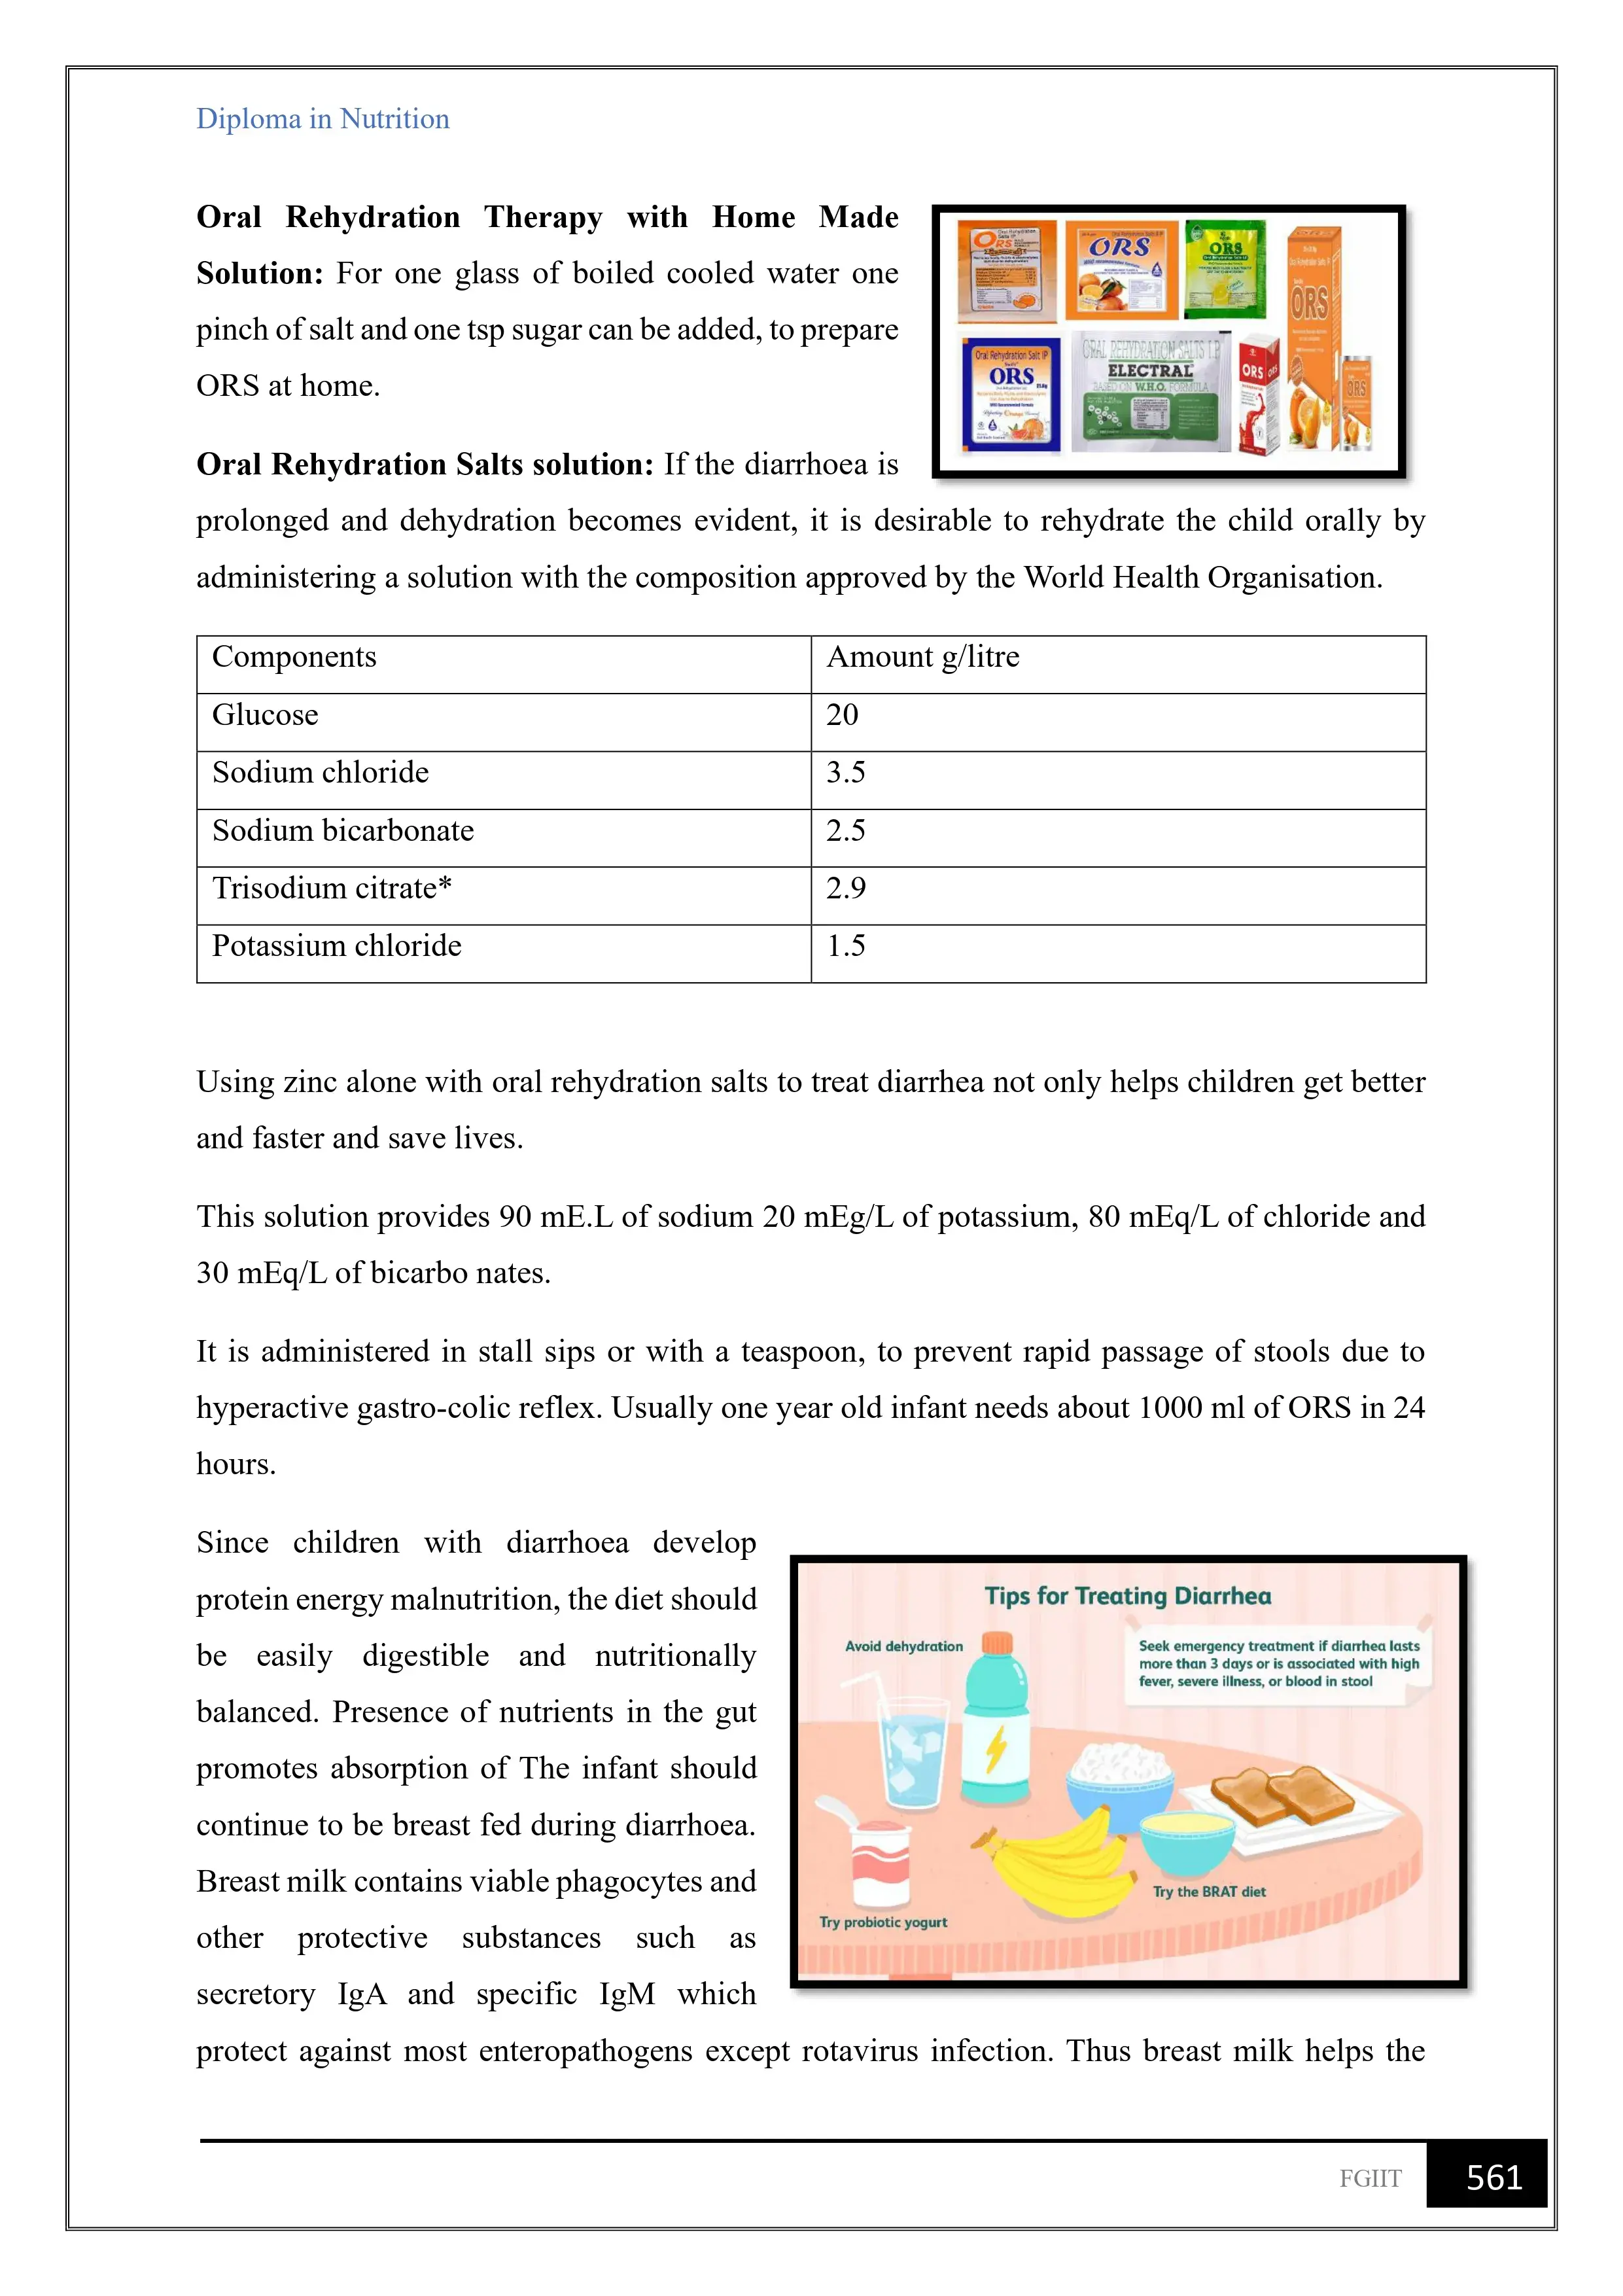 Diploma in Nutrition
Oral Rehydration Therapy with Home Made
Solution: For one glass of boiled cooled water one
pinch of salt and one tsp sugar can be added, to prepare
ORS at home.
ORS
ORS
ORS
ORS
Oral Rehydration Salt IP
ORS
ORAL REHYDRATION SALTS I.P
ELECTRAL
BASED ON W.H.O. FORMULA
ORS
ORS
ORS
Oral Rehydration Salts solution: If the diarrhoea is
prolonged and dehydration becomes evident, it is desirable to rehydrate the child orally by
administering a solution with the composition approved by the World Health Organisation.
Components Amount g/litre
Glucose 20
Sodium chloride 3.5
Sodium bicarbonate 2.5
Trisodium citrate* 2.9
Potassium chloride 1.5
Using zinc alone with oral rehydration salts to treat diarrhea not only helps children get better
and faster and save lives.
This solution provides 90 mE.L of sodium 20 mEg/L of potassium, 80 mEq/L of chloride and
30 mEq/L of bicarbo nates.
It is administered in stall sips or with a teaspoon, to prevent rapid passage of stools due to
hyperactive gastro-colic reflex. Usually one year old infant needs about 1000 ml of ORS in 24
hours.
Since children with diarrhoea develop
protein energy malnutrition, the diet should
be easily digestible and nutritionally
balanced. Presence of nutrients in the gut
promotes absorption of The infant should
continue to be breast fed during diarrhoea.
Breast milk contains viable phagocytes and
other protective substances such as
secretory IgA and specific IgM which
protect against most enteropathogens except rotavirus infection. Thus breast milk helps the
Tips for Treating Diarrhea
Avoid dehydration
Seek emergency treatment if diarrhea lasts
more than 3 days or is associated with high
fever, severe illness, or blood in stool
Try the BRAT diet
Try probiotic yogurt
FGIIT
561